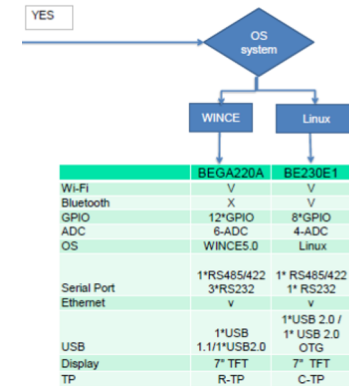 YES
OS
system
WINCE Linux
BEGA220A BE230E1
Wi-Fi V V
Bluetooth X V
GPIO 12*GPIO 8*GPIO
ADC 6-ADC 4-ADC
OS WINCE5.0 Linux
1*RS485/422 1* RS485/422
Serial Port 3*RS232 1* RS232
Ethernet v v
1*USB 2.0 /
1*USB 1* USB 2.0
USB 1.1/1*USB2.0 OTG
Display 7" TFT 7" TFT
TP R-TP C-TP